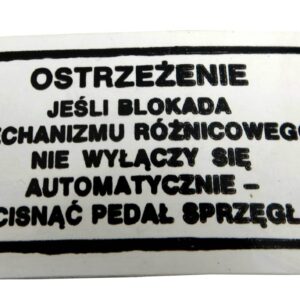 OSTRZEŻENIE
JEŚLI BLOKADA
ECHANIZMU RÓŻNICOWEGO
NIE WYŁĄCZY SIĘ
AUTOMATYCZNIE –
CISNĄĆ PEDAŁ SPRZĘGŁ